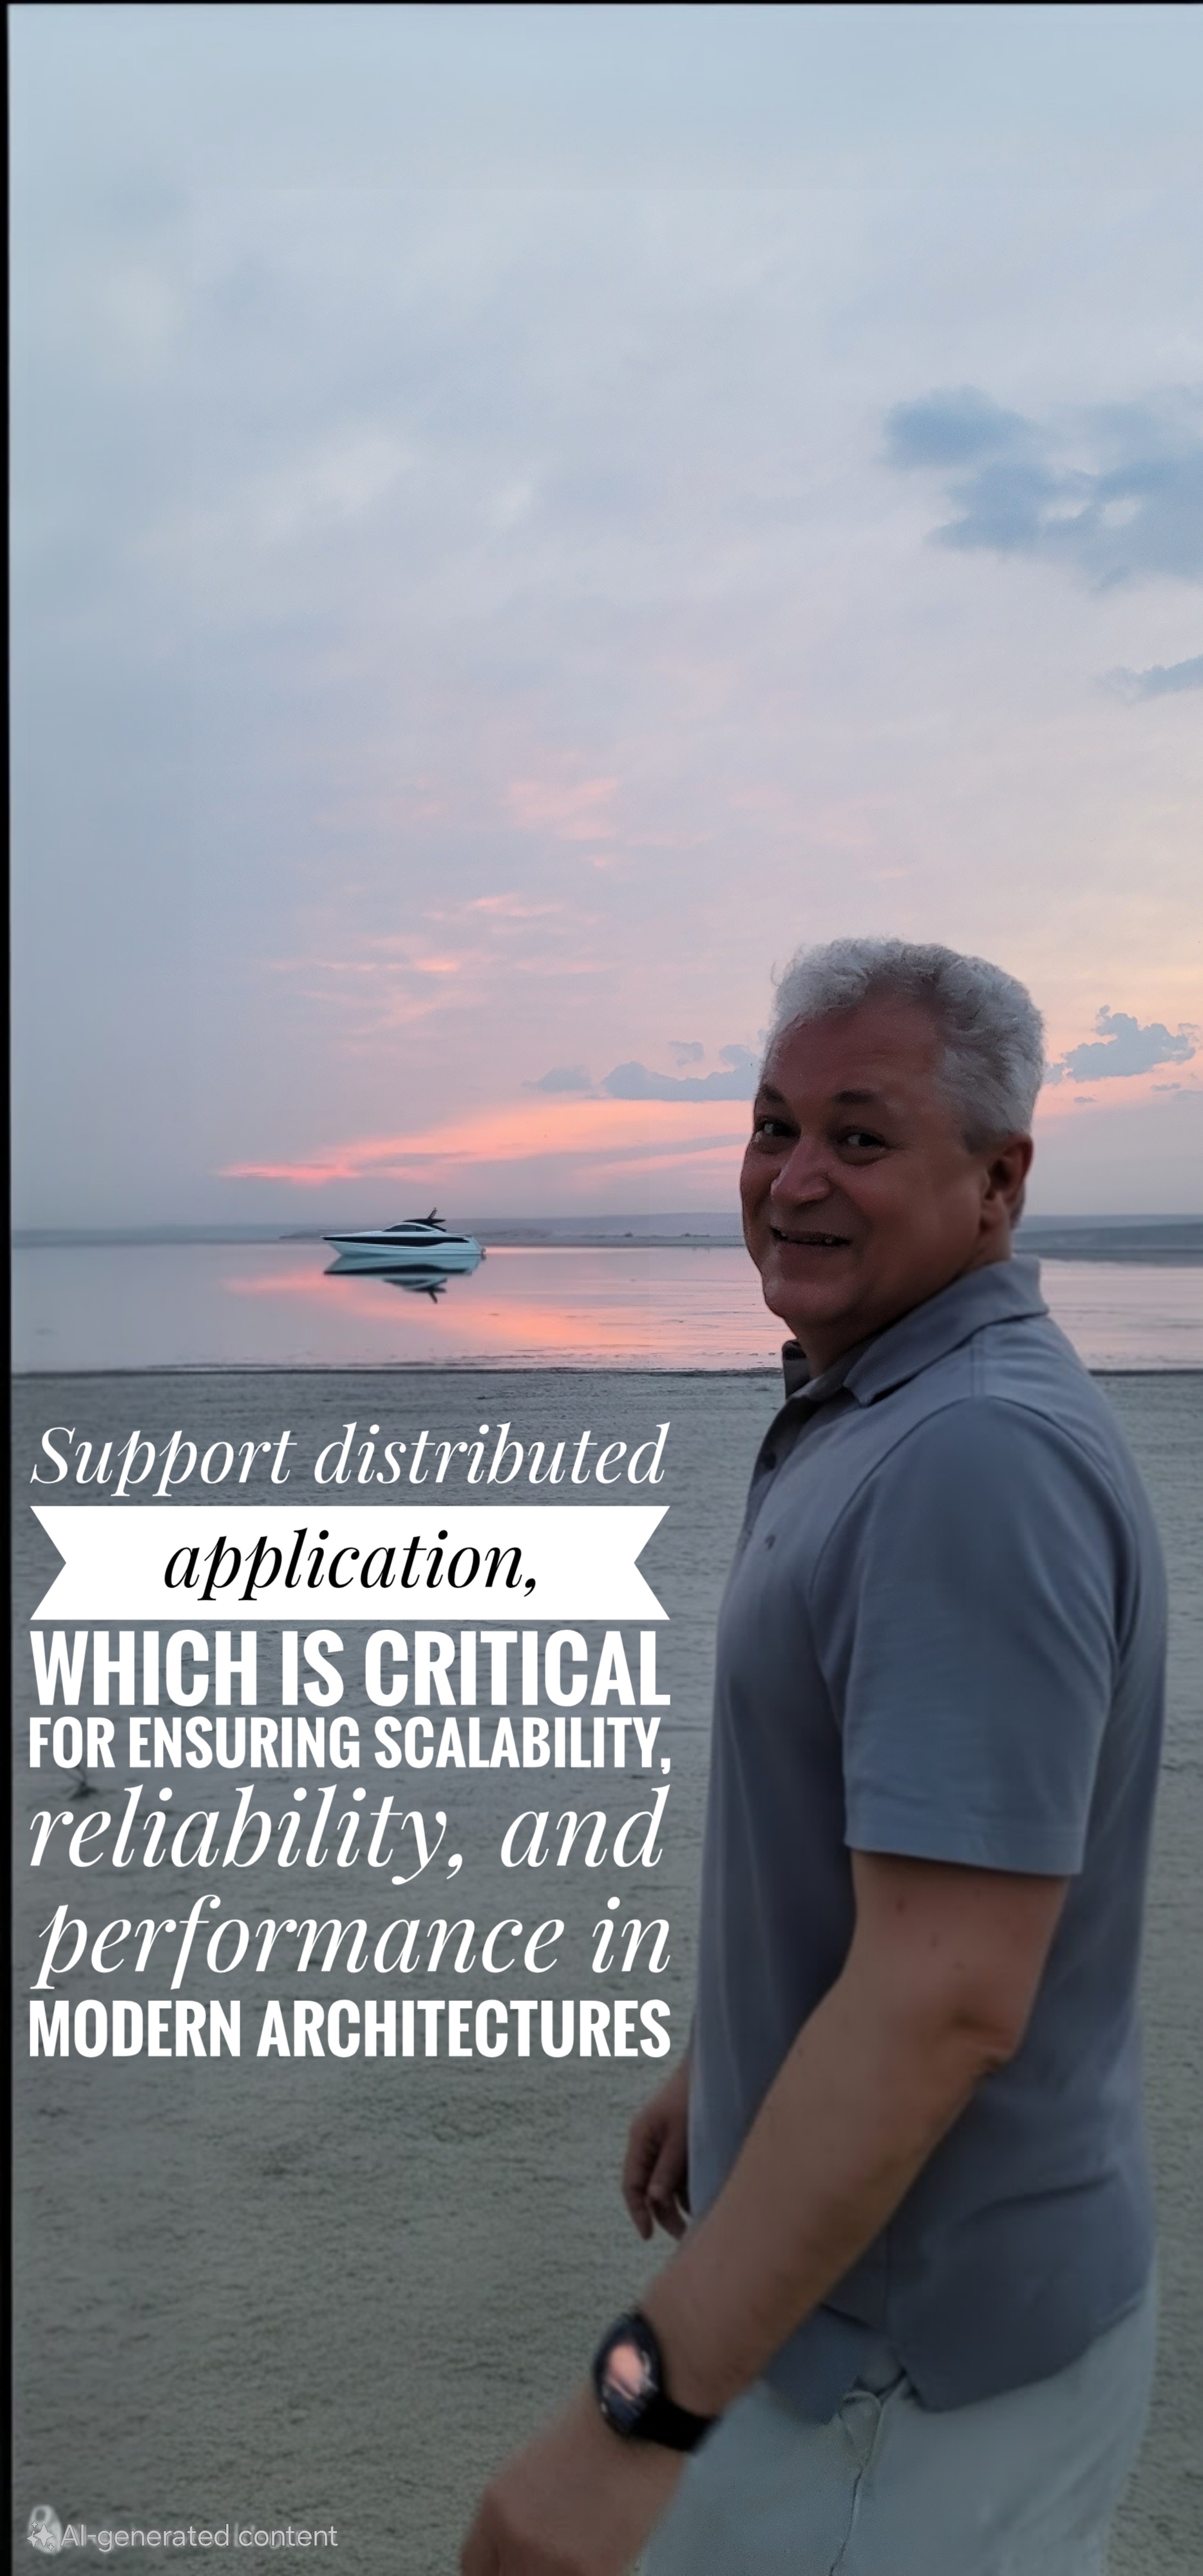 Support distributed
application,
WHICH IS CRITICAL
FOR ENSURING SCALABILITY,
reliability, and
performance in
MODERN ARCHITECTURES
AI-generated content